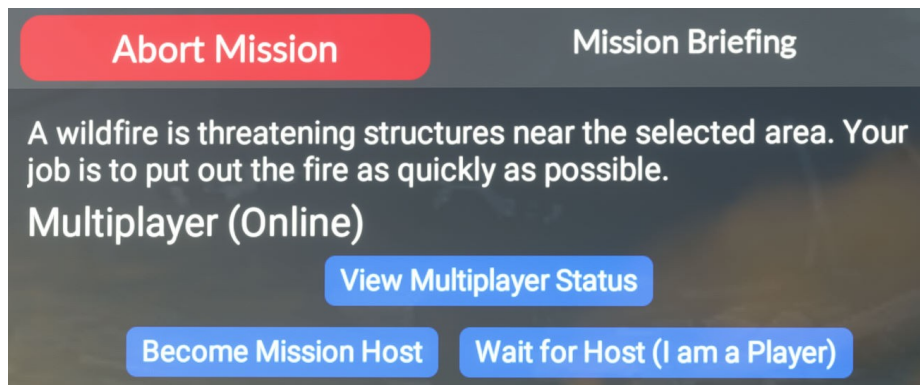 Abort Mission
Mission Briefing
A wildfire is threatening structures near the selected area. Your
job is to put out the fire as quickly as possible.
Multiplayer (Online)
View Multiplayer Status
Become Mission Host
Wait for Host (I am a Player)